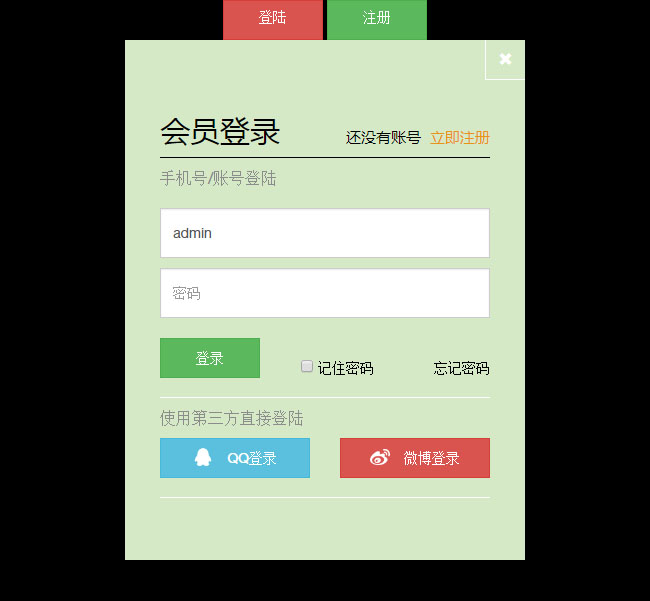 登陆 注册
会员登录 还没有账号 立即注册
手机号/账号登陆
admin
密码
登录 记住密码 忘记密码
使用第三方直接登陆
QQ登录 微博登录